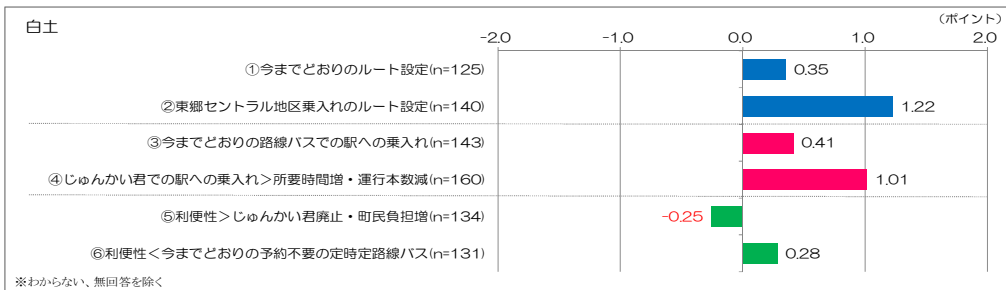 白土
（ポイント）
-2.0 -1.0 0.0 1.0 2.0
①今までどおりのルート設定(n=125) 0.35
②東郷セントラル地区乗入れのルート設定(n=140) 1.22
③今までどおりの路線バスでの駅への乗入れ(n=143) 0.41
④じゅんかい君での駅への乗入れ＞所要時間増・運行本数減(n=160) 1.01
⑤利便性＞じゅんかい君廃止・町民負担増(n=134) -0.25
⑥利便性＜今までどおりの予約不要の定時定路線バス(n=131) 0.28
※わからない、無回答を除く